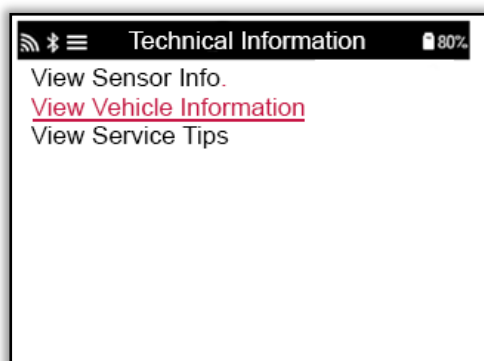 Technical Information 80%
View Sensor Info.
View Vehicle Information
View Service Tips